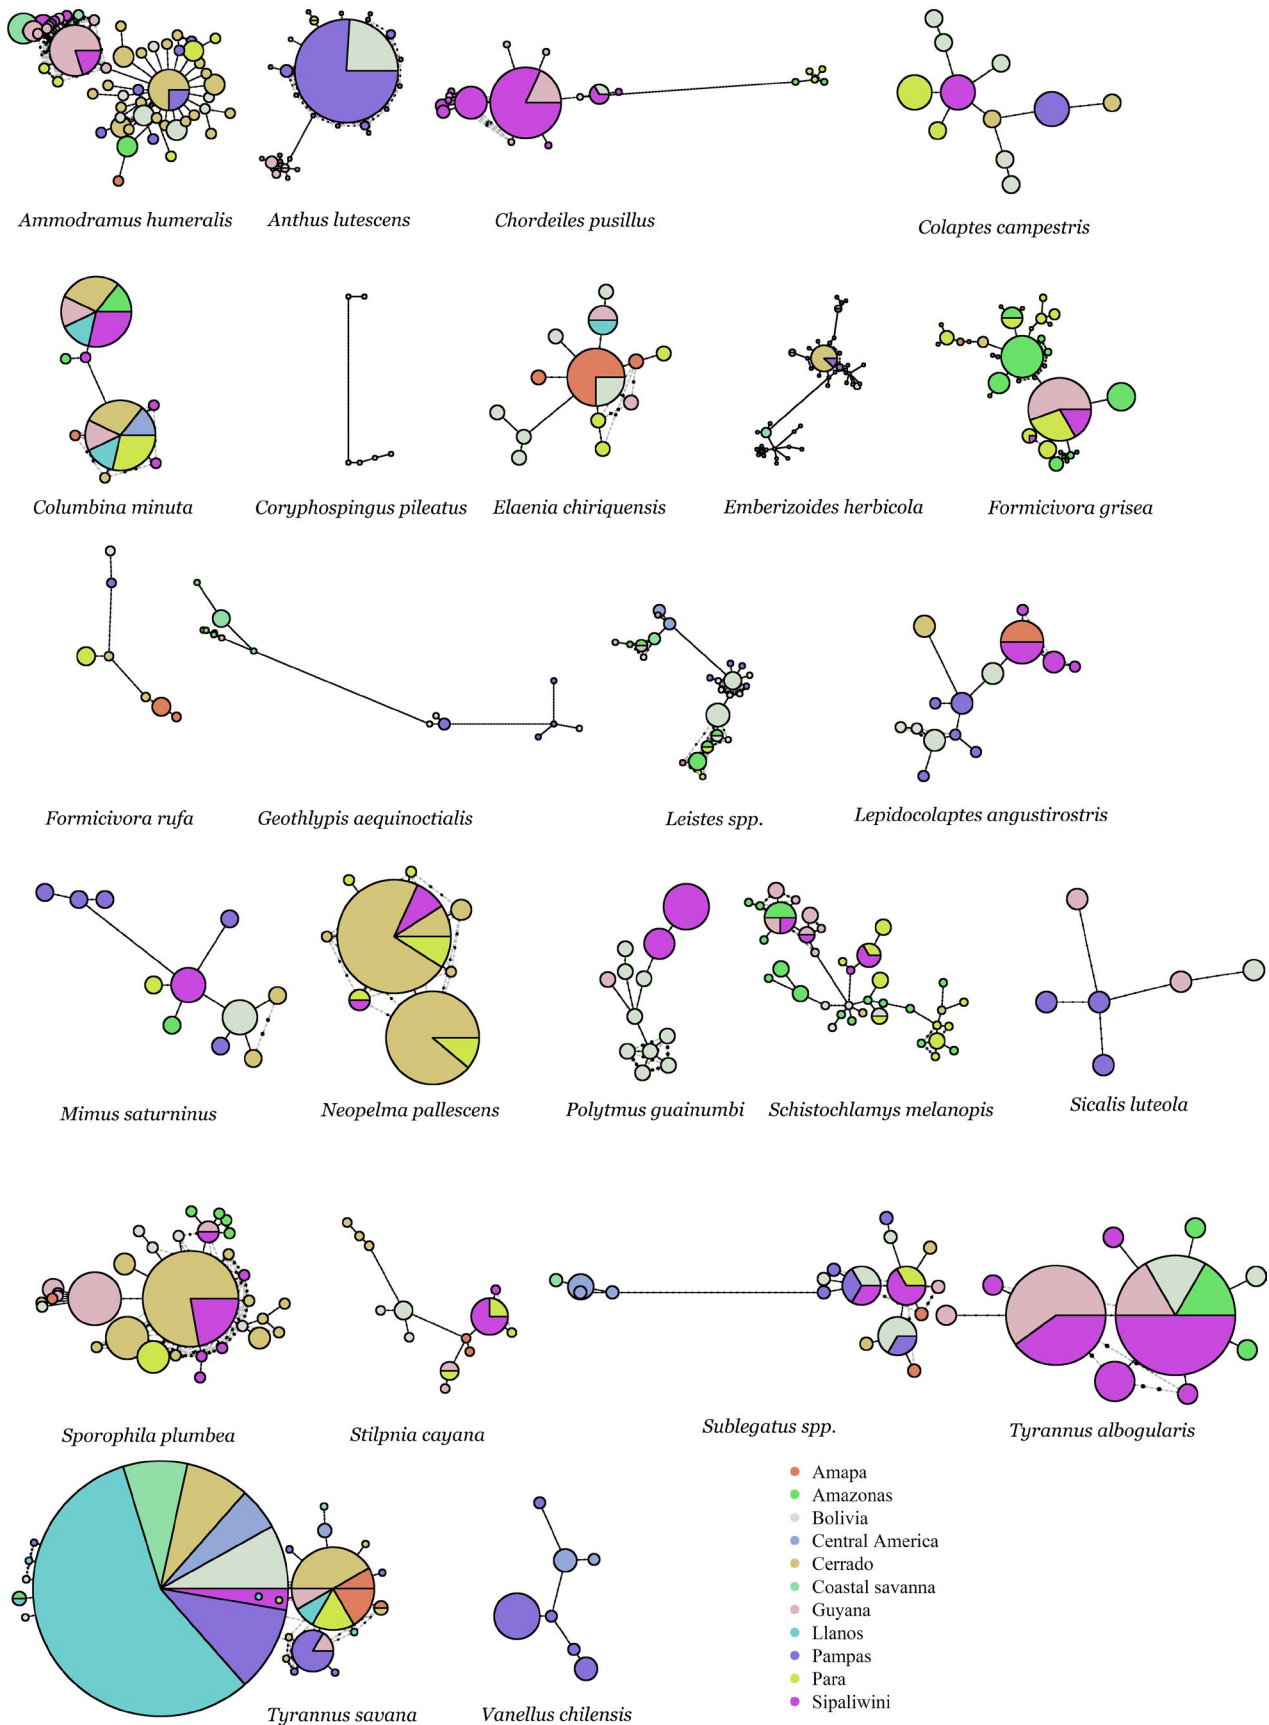 Ammodramus humeralis
Anthus lutescens
Chordeiles pusillus
Colaptes campestris
Columbina minuta
Coryphospingus pileatus
Elaenia chiriquensis
Emberizoides herbicola
Formicivora grisea
Formicivora rufa
Geothlypis aequinoctialis
Leistes spp.
Lepidocolaptes angustirostris
Mimus saturninus
Neopelma pallescens
Polytmus guainumbi
Schistochlamys melanopis
Sicalis luteola
Sporophila plumbea
Stilpnia cayana
Sublegatus spp.
Tyrannus albogularis
Tyrannus savana
Vanellus chilensis
Amapa
Amazonas
Bolivia
Central America
Cerrado
Coastal savanna
Guyana
Llanos
Pampas
Para
Sipaliwini